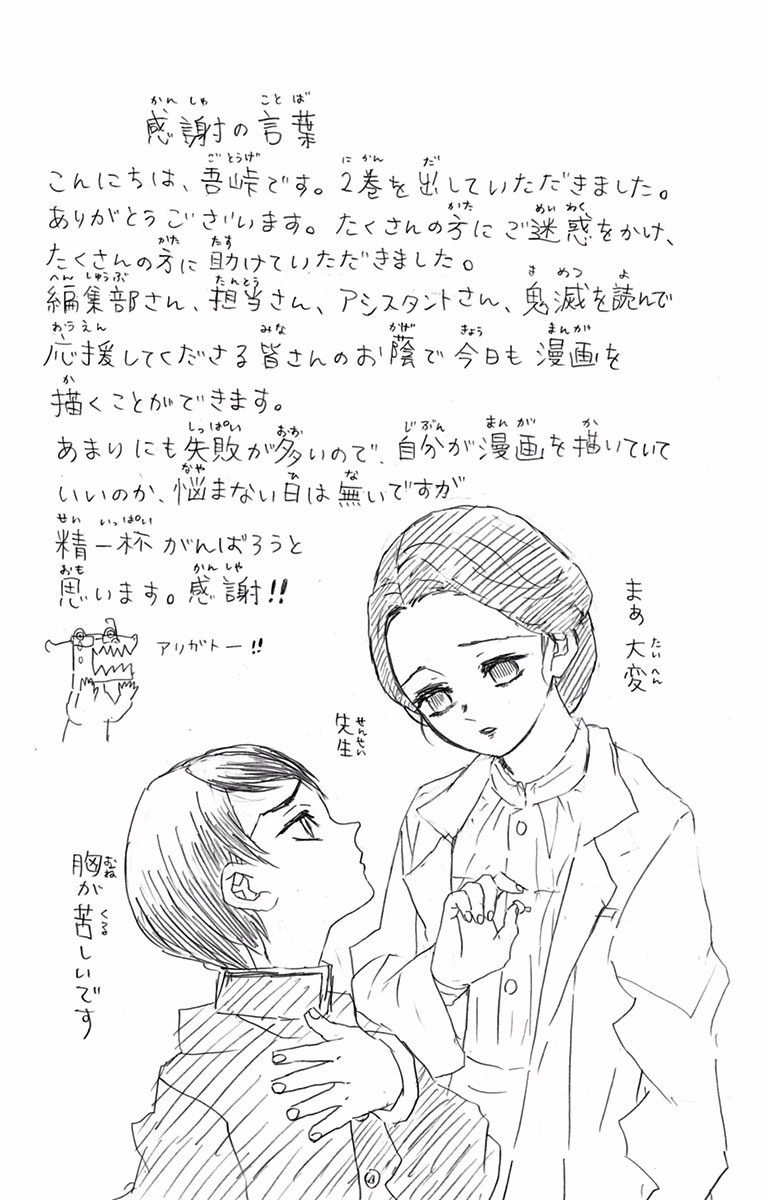 感謝の言葉
こんにちは、吾峠です。2巻を出していただきました。
ありがとうございます。たくさんの方にご迷惑をかけ、
たくさんの方に助けていただきました。
編集部さん、担当さん、アシスタントさん、鬼滅を読んで
応援してくださる皆さんのお蔭で今日も漫画を
描くことができます。
あまりにも失敗が多いので、自分が漫画を描いていて
いいのか、悩まない日は無いですが
精一杯がんばろうと
思います。感謝!!
アリガトー!!
まぁ大変
先生
胸が苦しいです